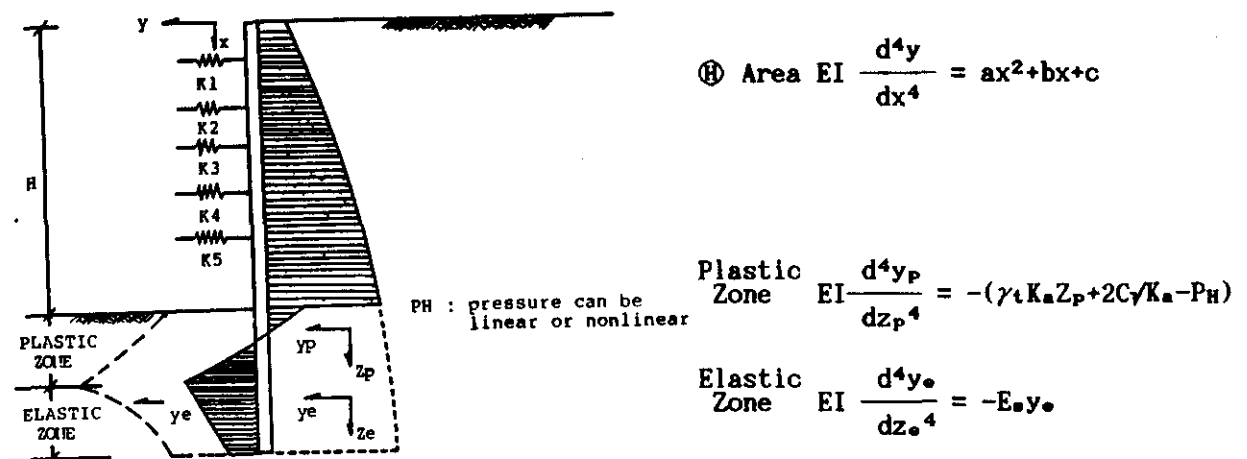 y
x
K1
K2
K3
K4
K5
H
PLASTIC
ZONE
ELASTIC
ZONE
ye
yp
Zp
ye
Ze
PH : pressure can be
linear or nonlinear
Ⓗ Area EI d⁴y/dx⁴ = ax²+bx+c
Plastic
Zone EI d⁴yₚ/dzₚ⁴ = -(γₜKₐZₚ+2C√Kₐ-P_H)
Elastic
Zone EI d⁴yₑ/dzₑ⁴ = -Eₛyₑ